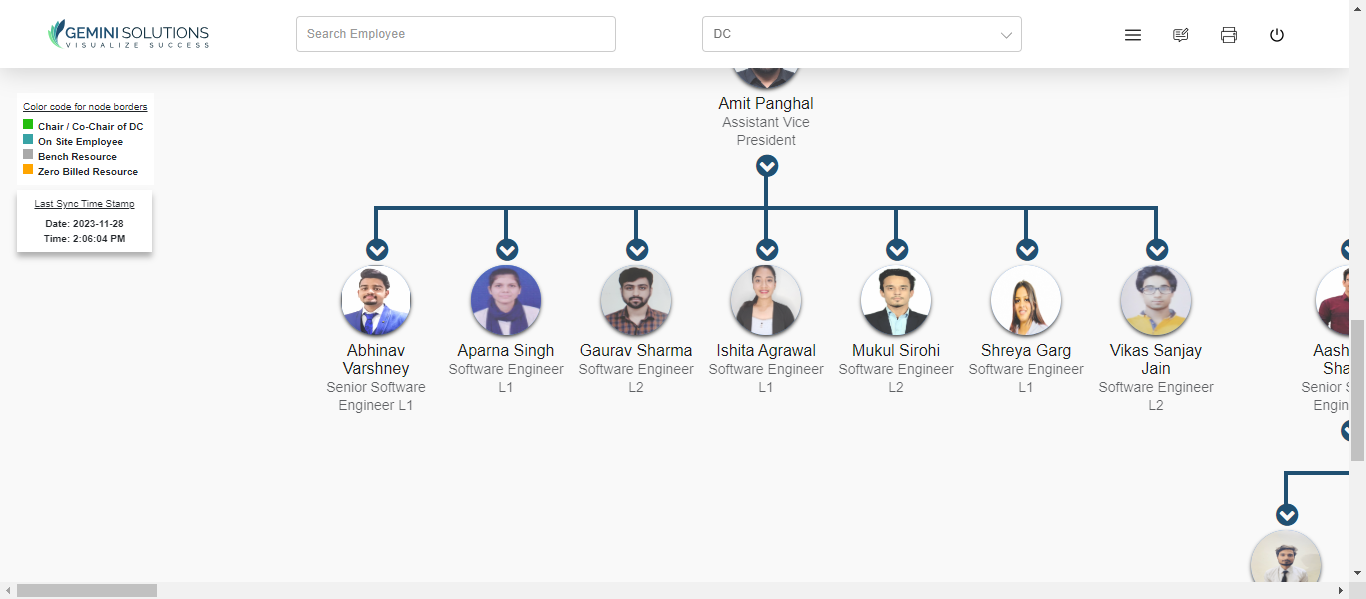 GEMINI SOLUTIONS
VISUALIZE SUCCESS
Search Employee
DC
Color code for node borders
Chair / Co-Chair of DC
On Site Employee
Bench Resource
Zero Billed Resource
Last Sync Time Stamp
Date: 2023-11-28
Time: 2:06:04 PM
Amit Panghal
Assistant Vice
President
Abhinav
Varshney
Senior Software
Engineer L1
Aparna Singh
Software Engineer
L1
Gaurav Sharma
Software Engineer
L2
Ishita Agrawal
Software Engineer
L1
Mukul Sirohi
Software Engineer
L2
Shreya Garg
Software Engineer
L1
Vikas Sanjay
Jain
Software Engineer
L2
Aash
Sha
Senior S
Engin